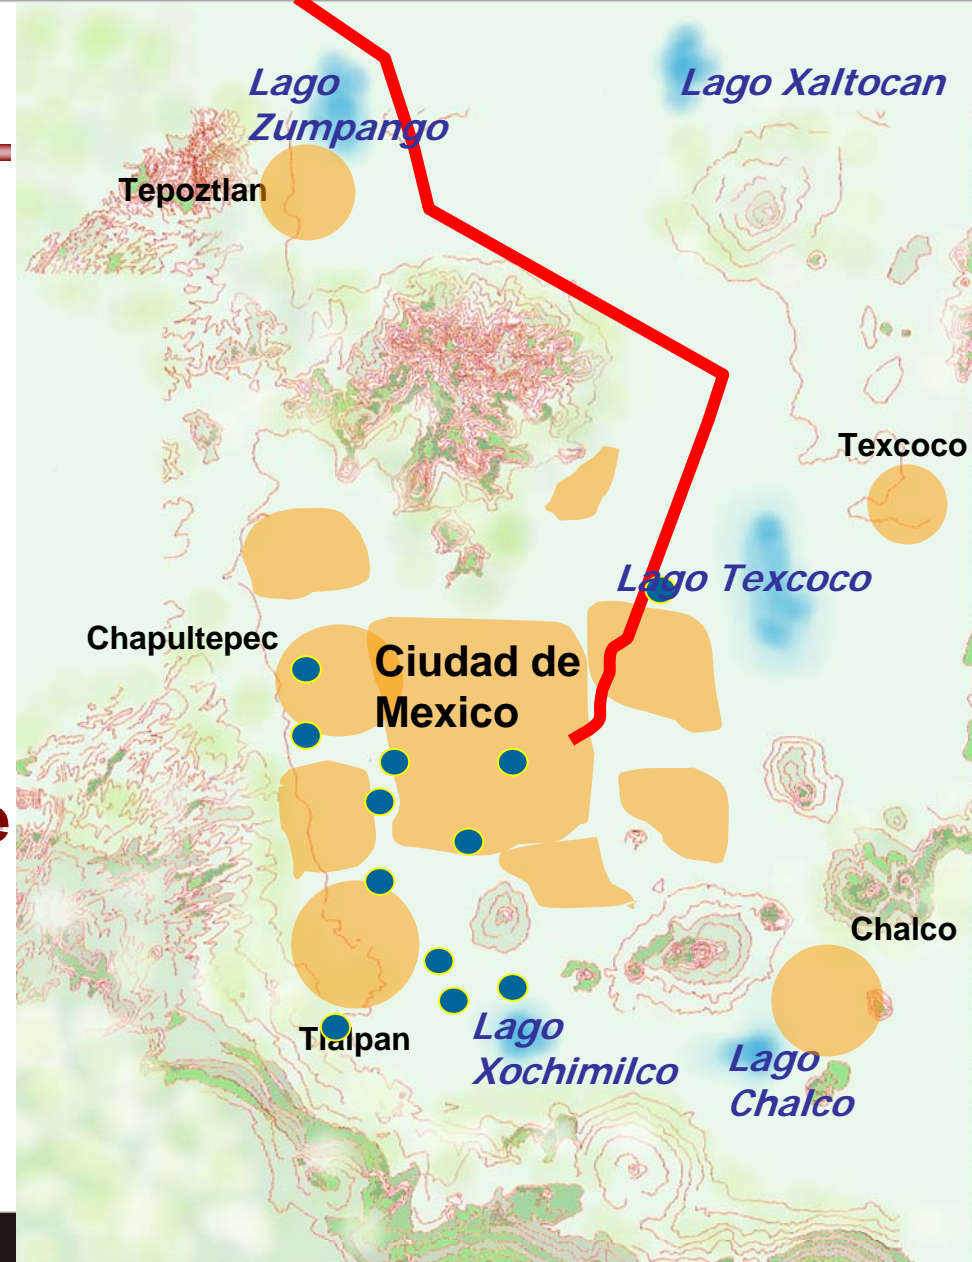 Lago
Zumpango
Lago Xaltocan
Tepoztlan
Texcoco
Lago Texcoco
Chapultepec
Ciudad de
Mexico
e
Chalco
Tlalpan
Lago
Xochimilco
Lago
Chalco